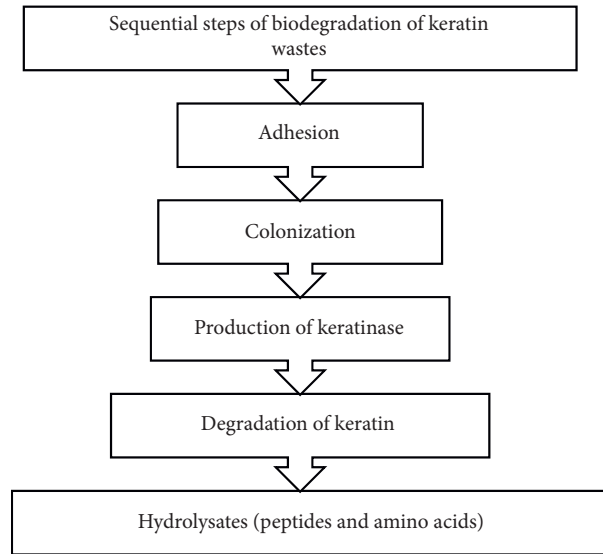 Sequential steps of biodegradation of keratin
wastes
Adhesion
Colonization
Production of keratinase
Degradation of keratin
Hydrolysates (peptides and amino acids)